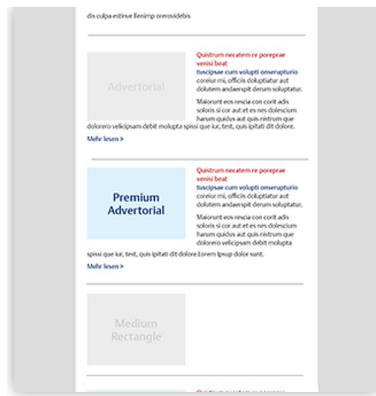 dis culpa estinve llenimp orerovidebis
Advertorial
Quistrum necatem re poreprae
venisi beat
tuscipsae cum volupti onserupturio
coreiur mi, officiis doluptiatur aut
dolutem andaerspit derum soluptatur.
Maiorunt eos rescia con corit adis
soloris si cor aut et es nes dolescium
harum quidus aut quis nistrum que
dolorero velicipsam debit molupta spissi que iur, test, quis ipitati dit dolore.
Mehr lesen >
Premium
Advertorial
Quistrum necatem re poreprae
venisi beat
tuscipsae cum volupti onserupturio
coreiur mi, officiis doluptiatur aut
dolutem andaerspit derum soluptatur.
Maiorunt eos rescia con corit adis
soloris si cor aut et es nes dolescium
harum quidus aut quis nistrum que
dolorero velicipsam debit molupta
spissi que iur, test, quis ipitati dit dolore.Lorem Ipsup dolor sunt.
Mehr lesen >
Medium
Rectangle